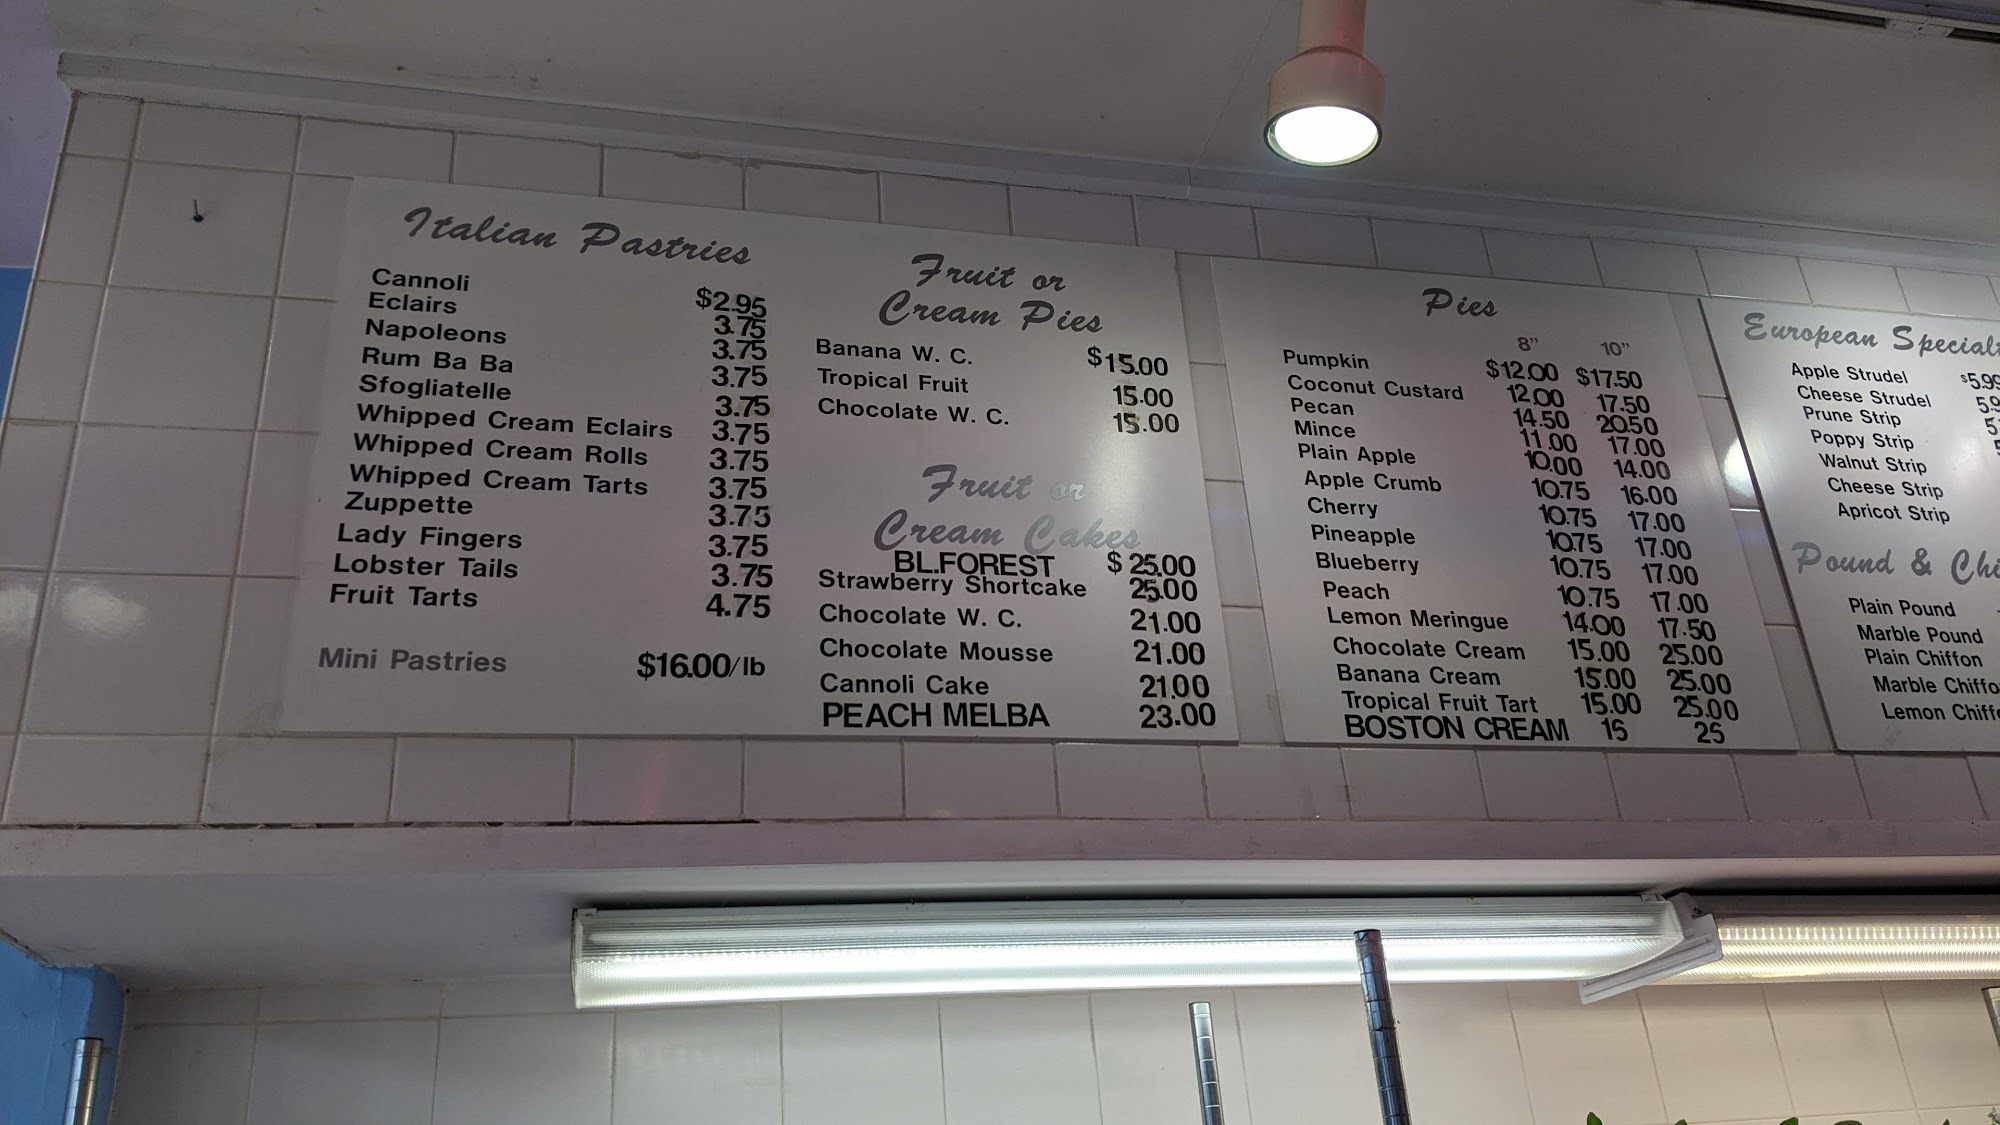 Italian Pastries
Cannoli $2.95
Eclairs 3.75
Napoleons 3.75
Rum Ba Ba 3.75
Sfogliatelle 3.75
Whipped Cream Eclairs 3.75
Whipped Cream Rolls 3.75
Whipped Cream Tarts 3.75
Zuppette 3.75
Lady Fingers 3.75
Lobster Tails 3.75
Fruit Tarts 4.75
Mini Pastries $16.00/lb
Fruit or
Cream Pies
Banana W. C. $15.00
Tropical Fruit 15.00
Chocolate W. C. 15.00
Fruit or
Cream Cakes
BL.FOREST $25.00
Strawberry Shortcake 25.00
Chocolate W. C. 21.00
Chocolate Mousse 21.00
Cannoli Cake 21.00
PEACH MELBA 23.00
Pies
8" 10"
Pumpkin $12.00 $17.50
Coconut Custard 12.00 17.50
Pecan 14.50 20.50
Mince 11.00 17.00
Plain Apple 10.00 14.00
Apple Crumb 10.75 16.00
Cherry 10.75 17.00
Pineapple 10.75 17.00
Blueberry 10.75 17.00
Peach 10.75 17.00
Lemon Meringue 14.00 17.50
Chocolate Cream 15.00 25.00
Banana Cream 15.00 25.00
Tropical Fruit Tart 15.00 25.00
BOSTON CREAM 15 25
European Special
Apple Strudel $5.99
Cheese Strudel 5.9
Prune Strip 5
Poppy Strip
Walnut Strip
Cheese Strip
Apricot Strip
Pound & Chi
Plain Pound
Marble Pound
Plain Chiffon
Marble Chiffo
Lemon Chiff